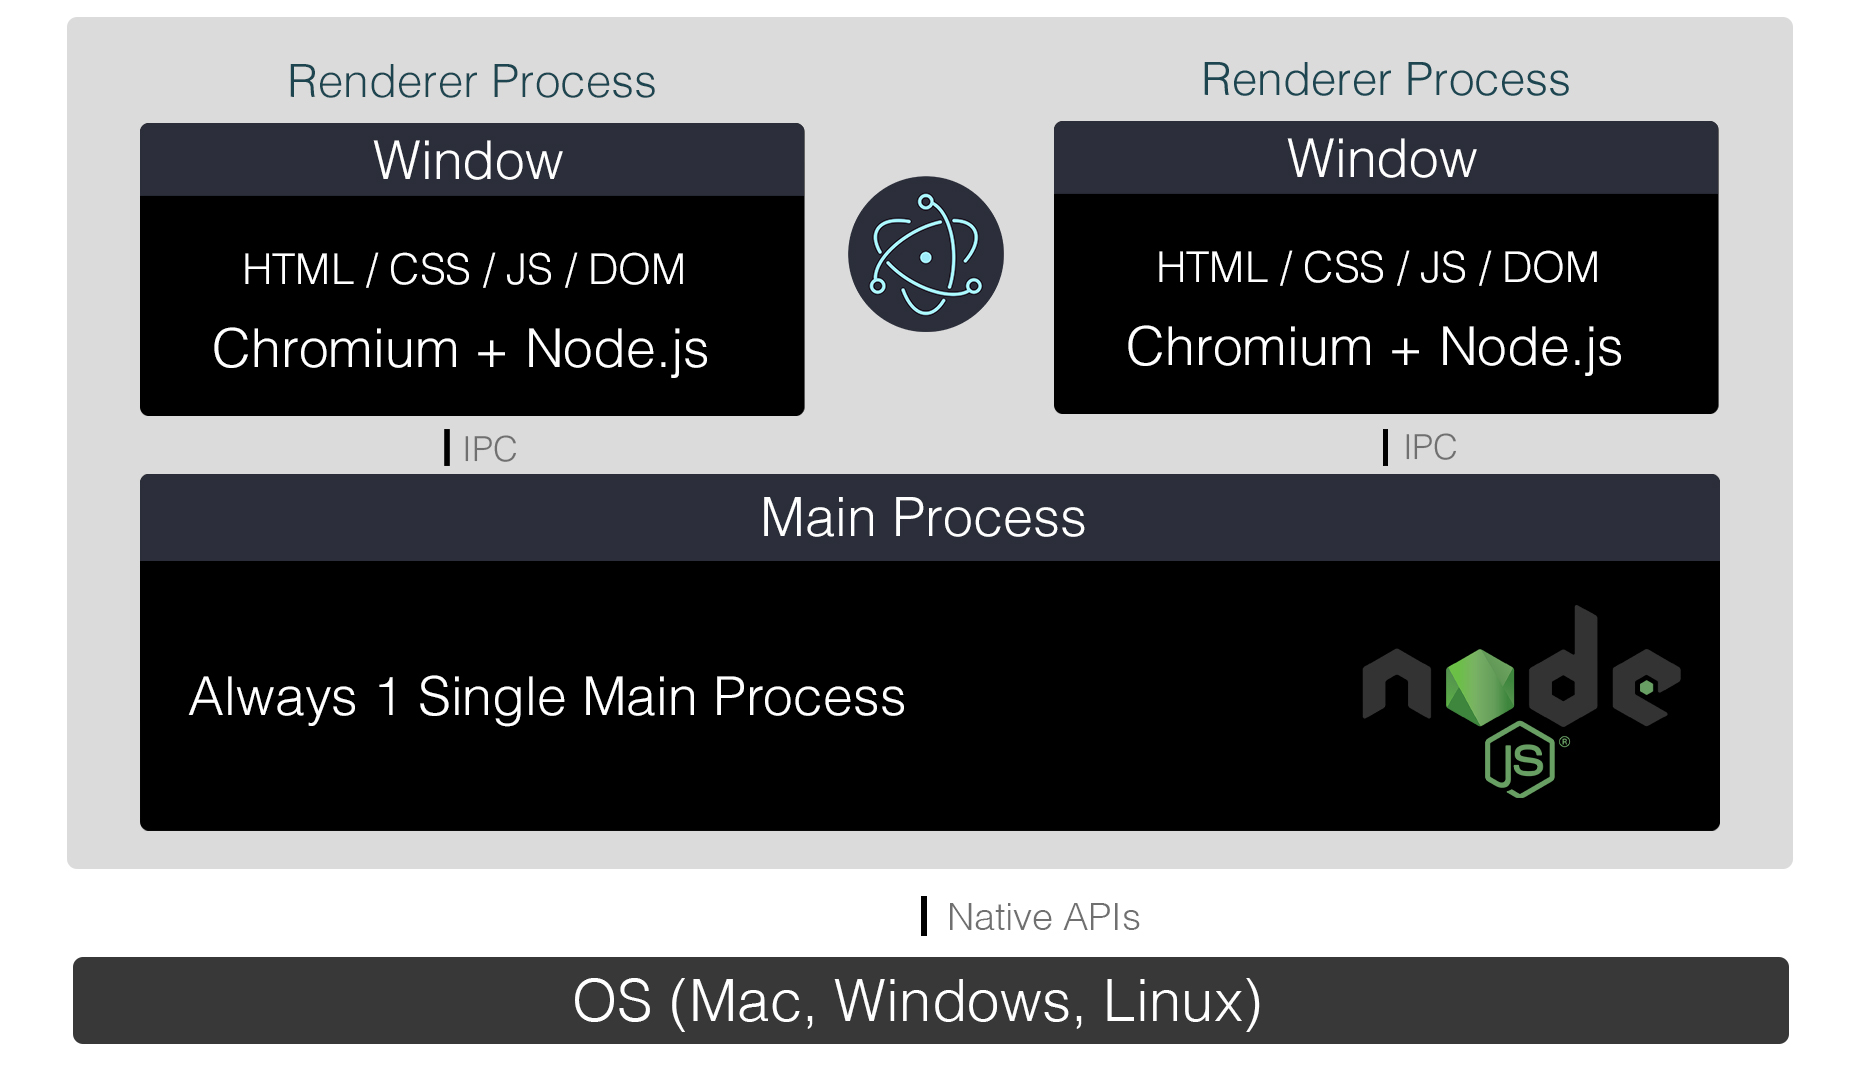 Renderer Process
Window
HTML / CSS / JS / DOM
Chromium + Node.js
IPC
Renderer Process
Window
HTML / CSS / JS / DOM
Chromium + Node.js
IPC
Main Process
Always 1 Single Main Process
node
JS®
Native APIs
OS (Mac, Windows, Linux)